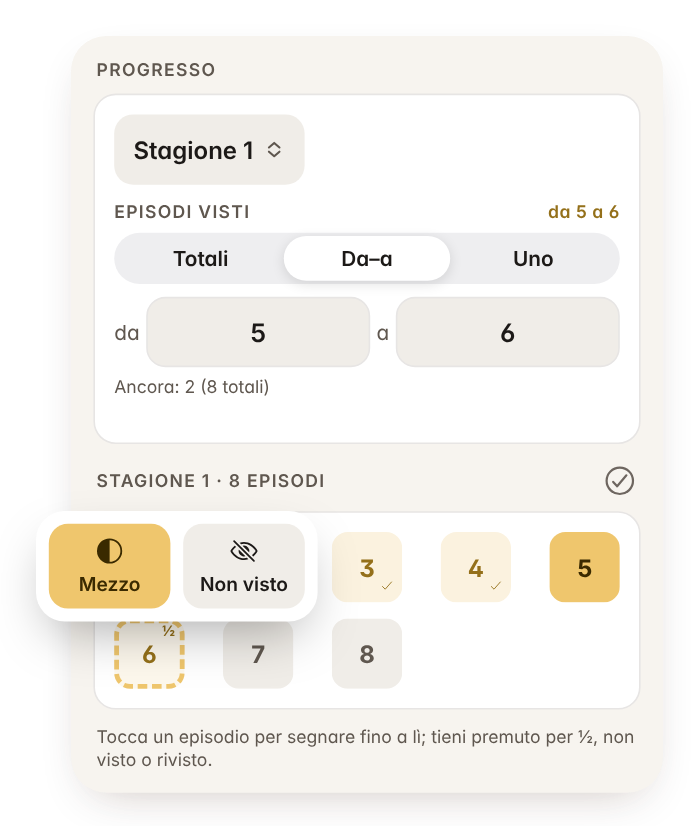 PROGRESSO
Stagione 1
EPISODI VISTI
da 5 a 6
Totali
Da–a
Uno
da
5
a
6
Ancora: 2 (8 totali)
STAGIONE 1 · 8 EPISODI
Mezzo
Non visto
3
4
5
6
½
7
8
Tocca un episodio per segnare fino a lì; tieni premuto per ½, non
visto o rivisto.